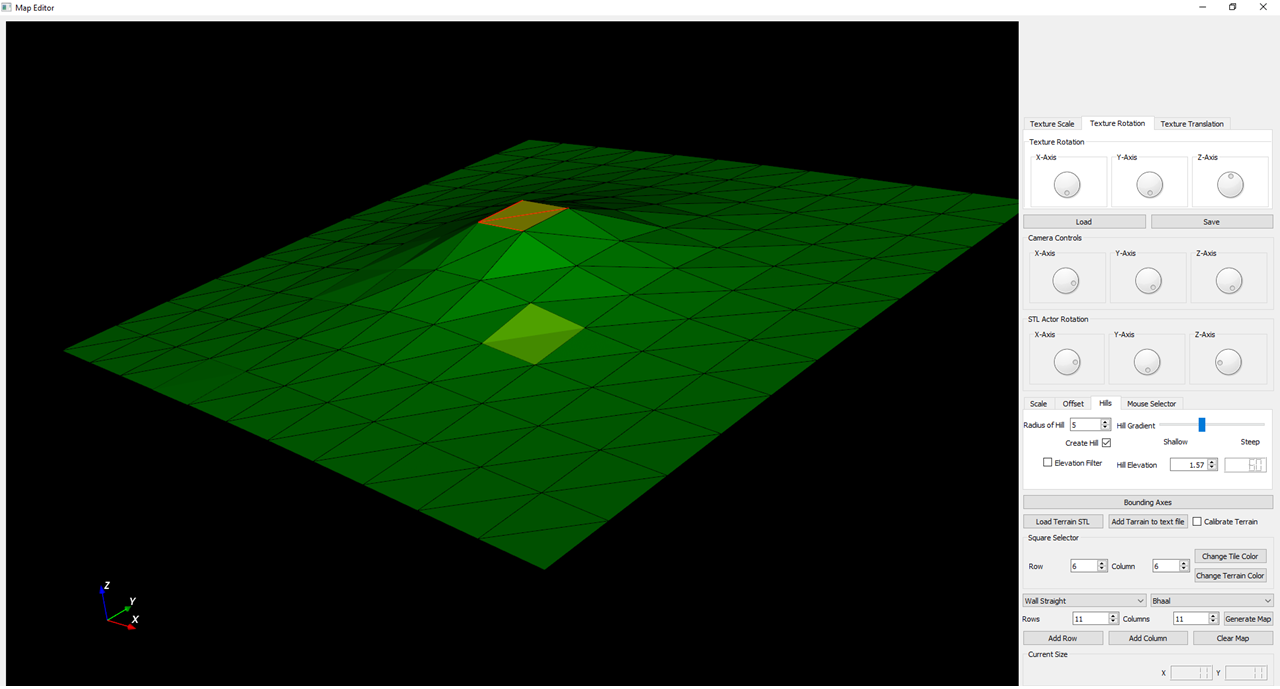 Map Editor
Texture Scale Texture Rotation Texture Translation
Texture Rotation
X-Axis Y-Axis Z-Axis
Load Save
Camera Controls
X-Axis Y-Axis Z-Axis
STL Actor Rotation
X-Axis Y-Axis Z-Axis
Scale Offset Hills Mouse Selector
Radius of Hill 5 Hill Gradient
Create Hill Shallow Steep
Elevation Filter Hill Elevation 1.57
Bounding Axes
Load Terrain STL Add Tarrain to text file Calibrate Terrain
Square Selector
Change Tile Color
Row 6 Column 6
Change Terrain Color
Wall Straight Bhaal
Rows 11 Columns 11 Generate Map
Add Row Add Column Clear Map
Current Size
X Y
Z
Y
X